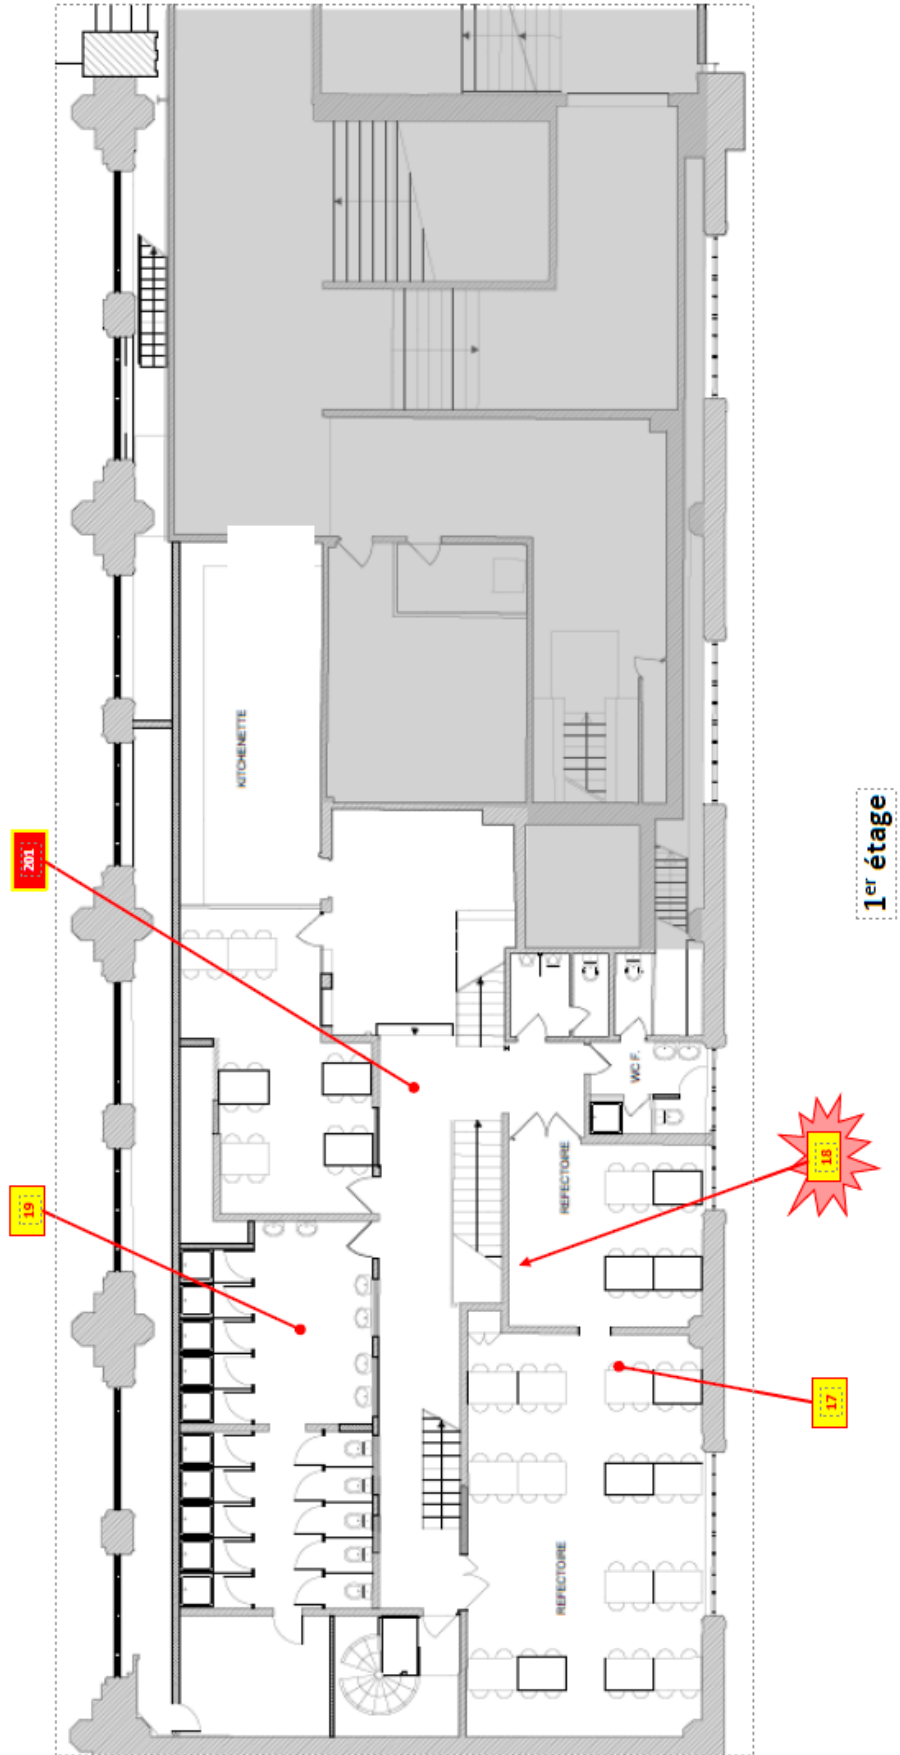 KITCHENETTE
201
1er étage
WC F.
REFECTOIRE
18
19
17
REFECTOIRE